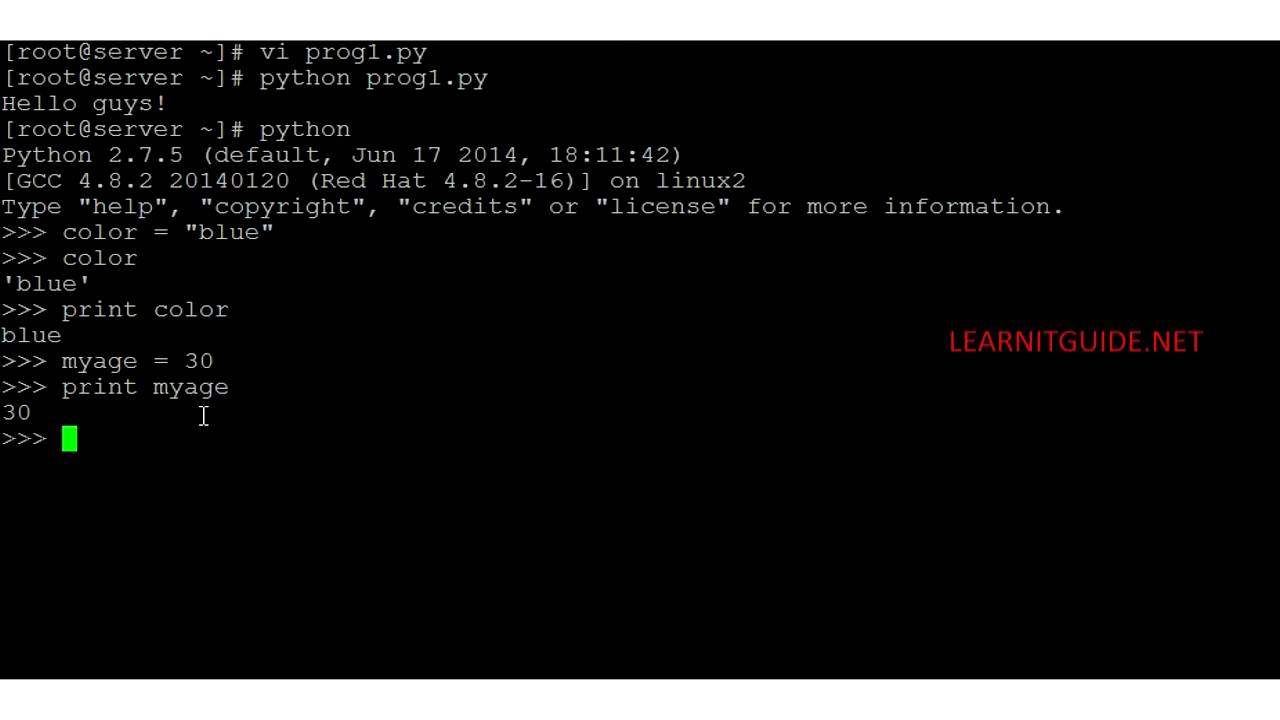 [root@server ~]# vi prog1.py
[root@server ~]# python prog1.py
Hello guys!
[root@server ~]# python
Python 2.7.5 (default, Jun 17 2014, 18:11:42)
[GCC 4.8.2 20140120 (Red Hat 4.8.2-16)] on linux2
Type "help", "copyright", "credits" or "license" for more information.
>>> color = "blue"
>>> color
'blue'
>>> print color
blue
LEARNITGUIDE.NET
>>> myage = 30
>>> print myage
30
>>>